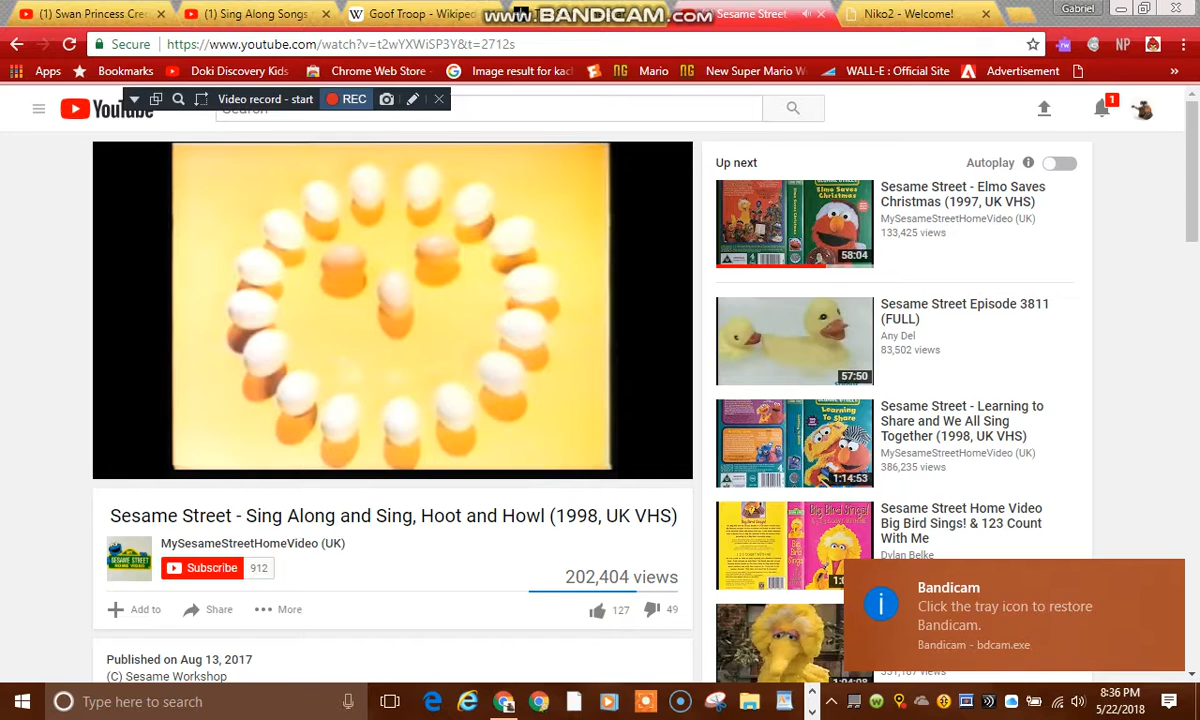 (1) Swan Princess Cre
(1) Sing Along Songs
Goof Troop - Wikiped
WWW.BANDICAM.COM
Sesame Street
Niko2 - Welcome!
Gabriel
Secure
https://www.youtube.com/watch?v=t2wYXWiSP3Y&t=2712s
NP
Apps
Bookmarks
Doki Discovery Kids
Chrome Web Store -
Image result for kac
NG Mario
NG New Super Mario W
WALL-E : Official Site
Advertisement
»
Video record - start
REC
YouTube
Search
1
Up next
Autoplay
Sesame Street - Elmo Saves
Christmas (1997, UK VHS)
MySesameStreetHomeVideo (UK)
133,425 views
58:04
Sesame Street Episode 3811
(FULL)
Any Del
83,502 views
57:50
Sesame Street - Learning to
Share and We All Sing
Together (1998, UK VHS)
MySesameStreetHomeVideo (UK)
386,235 views
1:14:53
Sesame Street Home Video
Big Bird Sings! & 123 Count
With Me
Dylan Belke
Sesame Street - Sing Along and Sing, Hoot and Howl (1998, UK VHS)
MySesameStreetHomeVideo (UK)
Subscribe 912
202,404 views
Add to
Share
More
127
49
Published on Aug 13, 2017
(C) Sesame Workshop
Bandicam
Click the tray icon to restore
Bandicam.
Bandicam - bdcam.exe
Type here to search
8:36 PM
5/22/2018